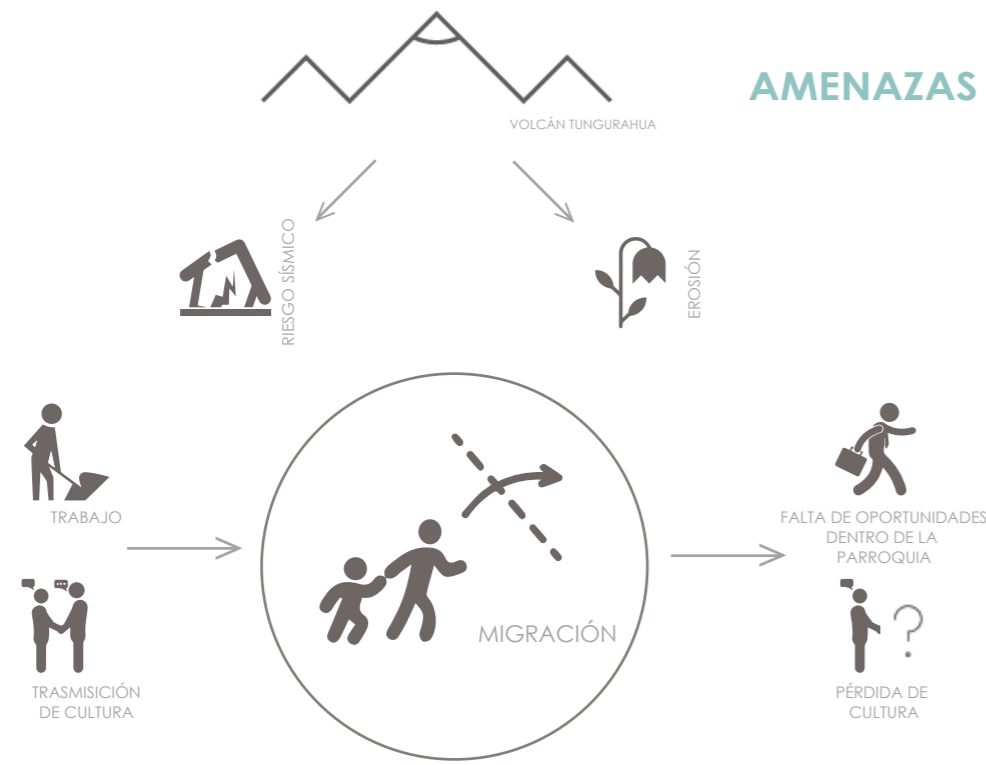 AMENAZAS
VOLCÁN TUNGURAHUA
RIESGO SÍSMICO
EROSIÓN
TRABAJO
TRASMISICIÓN
DE CULTURA
MIGRACIÓN
FALTA DE OPORTUNIDADES
DENTRO DE LA
PARROQUIA
?
PÉRDIDA DE
CULTURA